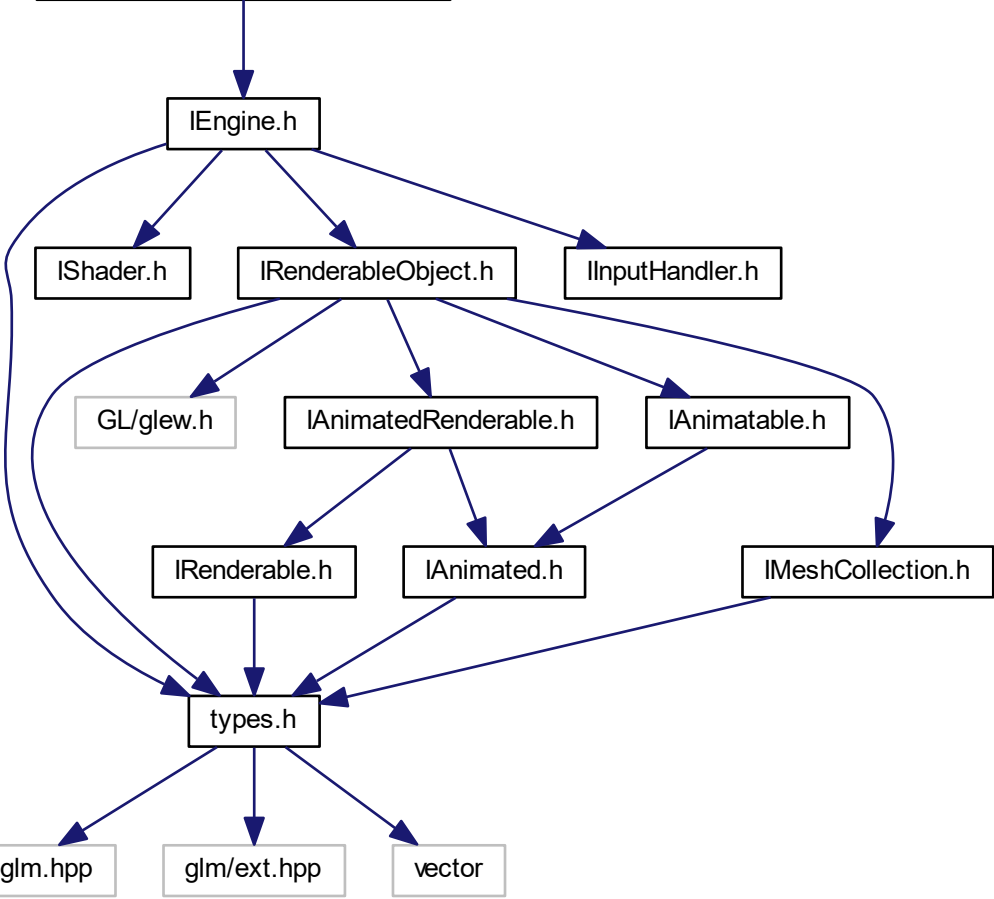 IEngine.h
IShader.h
IRenderableObject.h
IInputHandler.h
GL/glew.h
IAnimatedRenderable.h
IAnimatable.h
IRenderable.h
IAnimated.h
IMeshCollection.h
types.h
glm.hpp
glm/ext.hpp
vector